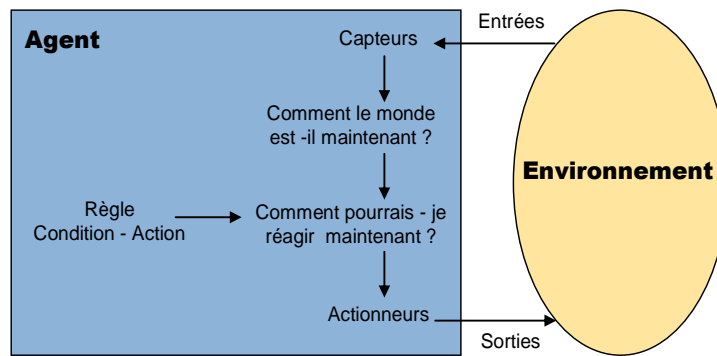 Agent
Capteurs
Entrées
Comment le monde
est -il maintenant ?
Environnement
Règle
Condition - Action
Comment pourrais - je
réagir maintenant ?
Actionneurs
Sorties